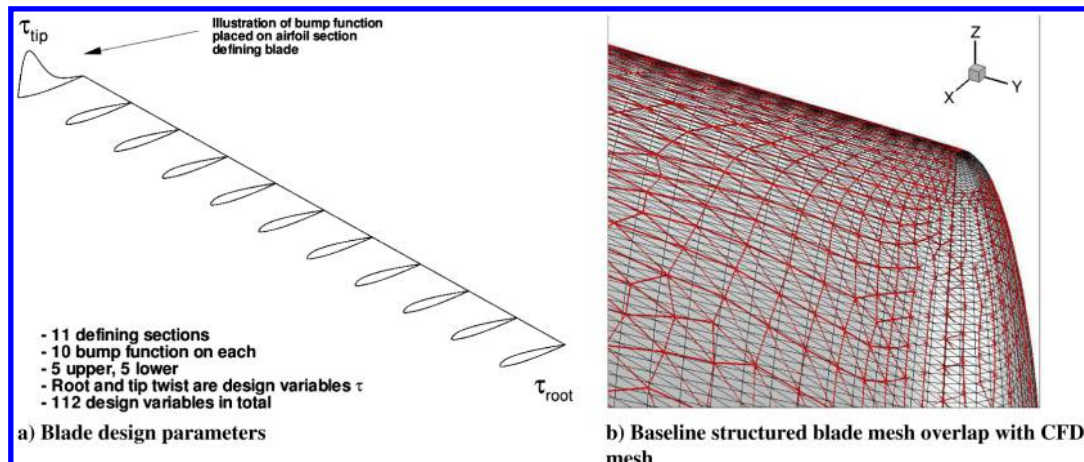 τtip
Illustration of bump function
placed on airfoil section
defining blade
- 11 defining sections
- 10 bump function on each
- 5 upper, 5 lower
- Root and tip twist are design variables τ
- 112 design variables in total
τroot
a) Blade design parameters
Z
Y
X
b) Baseline structured blade mesh overlap with CFD
mesh